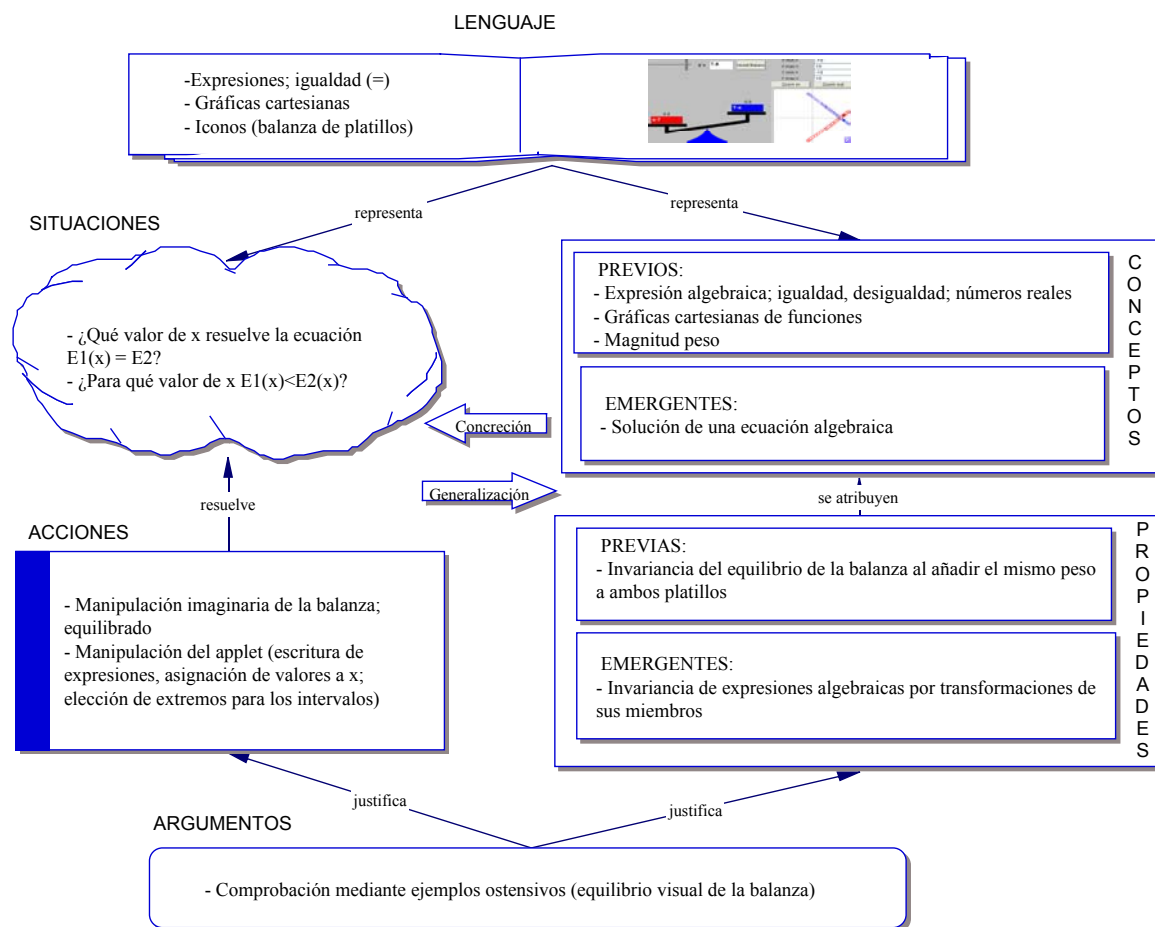 LENGUAJE
-Expresiones; igualdad (=)
- Gráficas cartesianas
- Iconos (balanza de platillos)
representa
representa
SITUACIONES
- ¿Qué valor de x resuelve la ecuación
E1(x) = E2?
- ¿Para qué valor de x E1(x)<E2(x)?
CONCEPTOS
PREVIOS:
- Expresión algebraica; igualdad, desigualdad; números reales
- Gráficas cartesianas de funciones
- Magnitud peso
EMERGENTES:
- Solución de una ecuación algebraica
Concreción
Generalización
resuelve
se atribuyen
ACCIONES
- Manipulación imaginaria de la balanza;
equilibrado
- Manipulación del applet (escritura de
expresiones, asignación de valores a x;
elección de extremos para los intervalos)
PROPIEDADES
PREVIAS:
- Invariancia del equilibrio de la balanza al añadir el mismo peso
a ambos platillos
EMERGENTES:
- Invariancia de expresiones algebraicas por transformaciones de
sus miembros
justifica
justifica
ARGUMENTOS
- Comprobación mediante ejemplos ostensivos (equilibrio visual de la balanza)